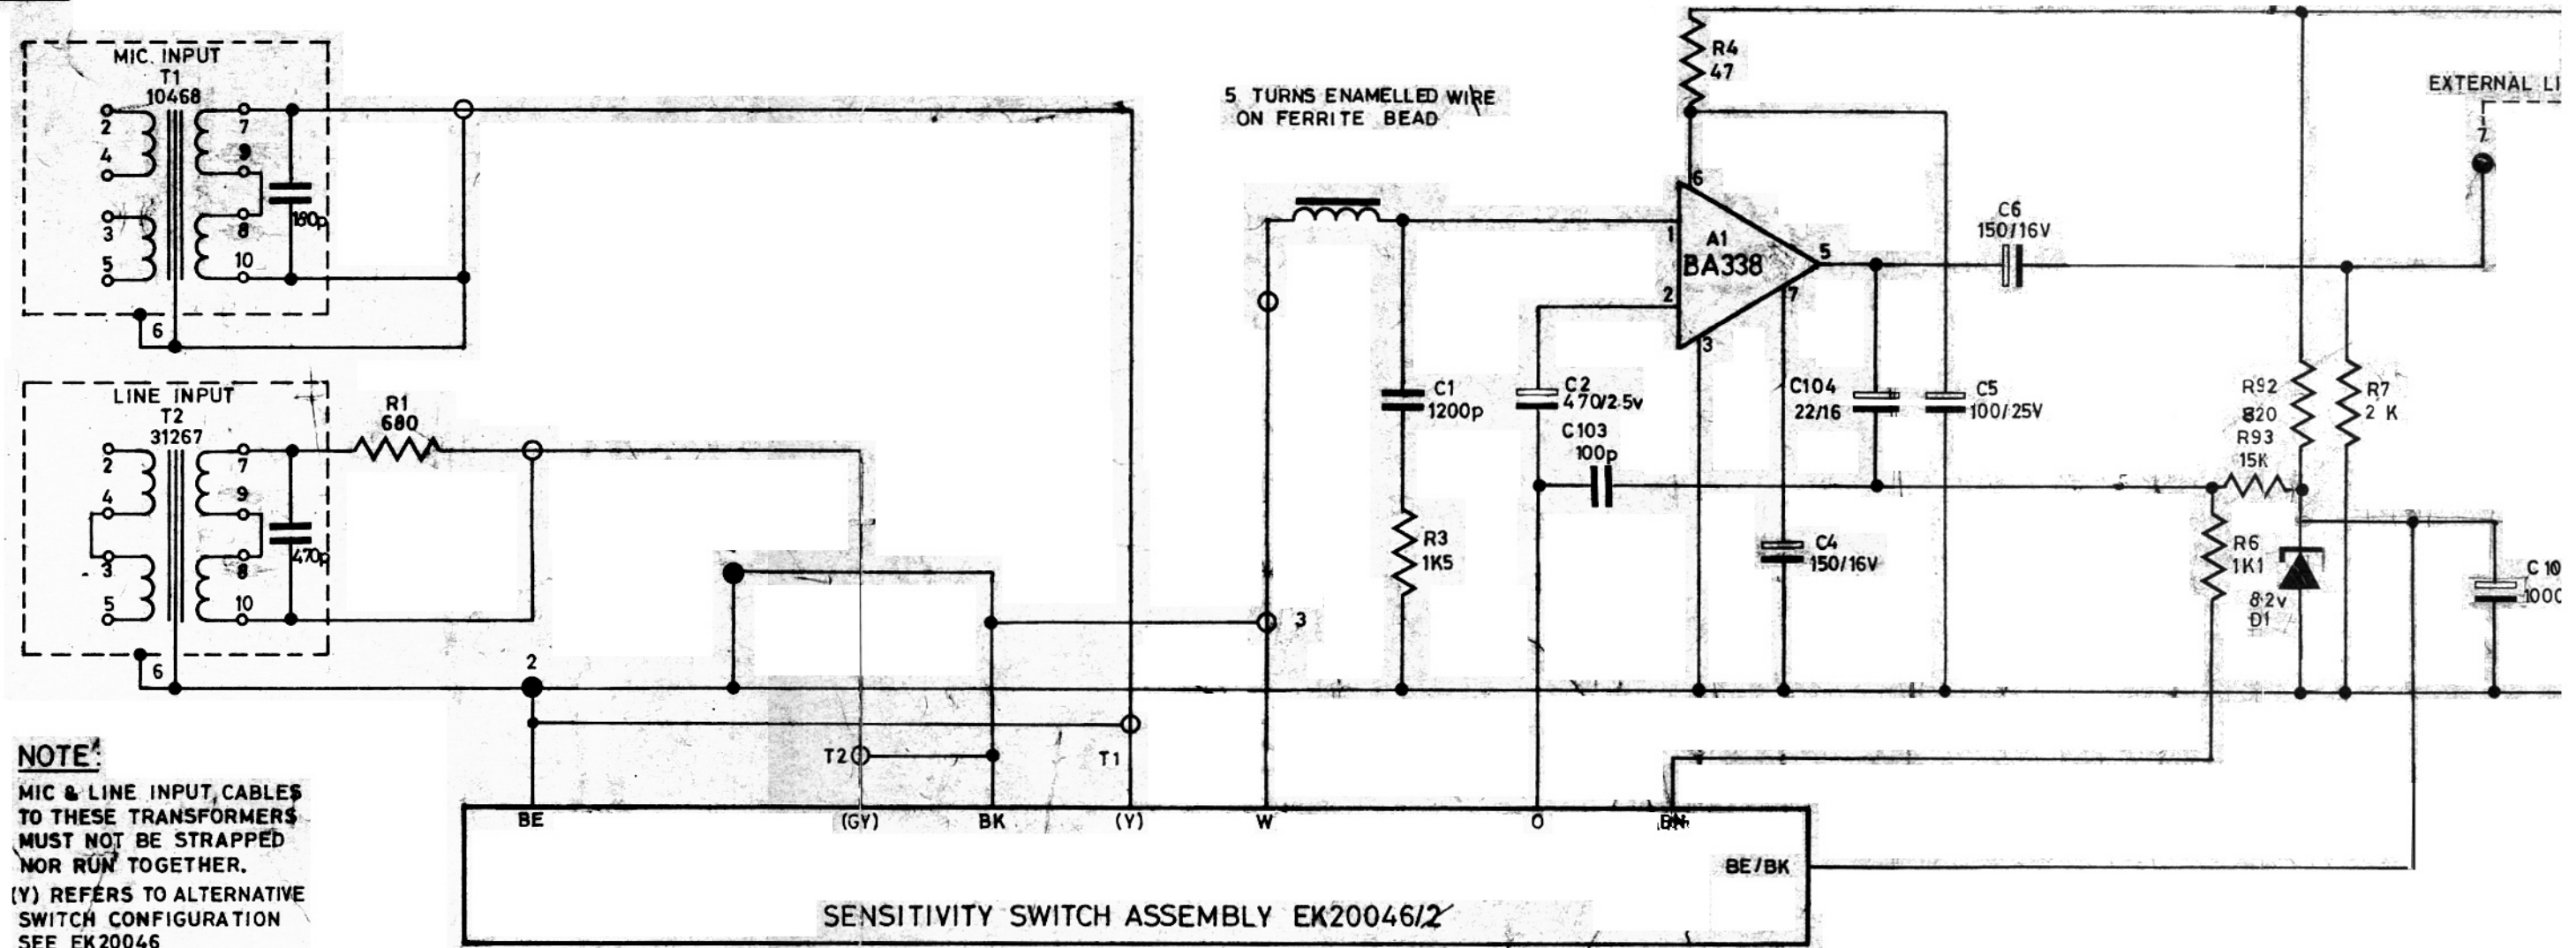 MIC. INPUT
T1
10468
2
4
3
5
7
9
8
10
180p
6
LINE INPUT
T2
31267
2
4
3
5
7
9
8
10
470p
6
R1
680
2
T2
T1
3
5 TURNS ENAMELLED WIRE
ON FERRITE BEAD
R4
47
6
1
A1
BA338
2
3
5
7
C6
150/16V
EXTERNAL LI
7
C1
1200p
C2
470/2.5v
C103
100p
R3
1K5
C104
22/16
C5
100/25V
C4
150/16V
R92
820
R93
15K
R7
2 K
R6
1K1
8·2v
D1
C 10
1000
NOTE:
MIC & LINE INPUT CABLES
TO THESE TRANSFORMERS
MUST NOT BE STRAPPED
NOR RUN TOGETHER.
(Y) REFERS TO ALTERNATIVE
SWITCH CONFIGURATION
SEE EK20046
BE
(GY)
BK
(Y)
W
O
BN
BE/BK
SENSITIVITY SWITCH ASSEMBLY EK20046/2